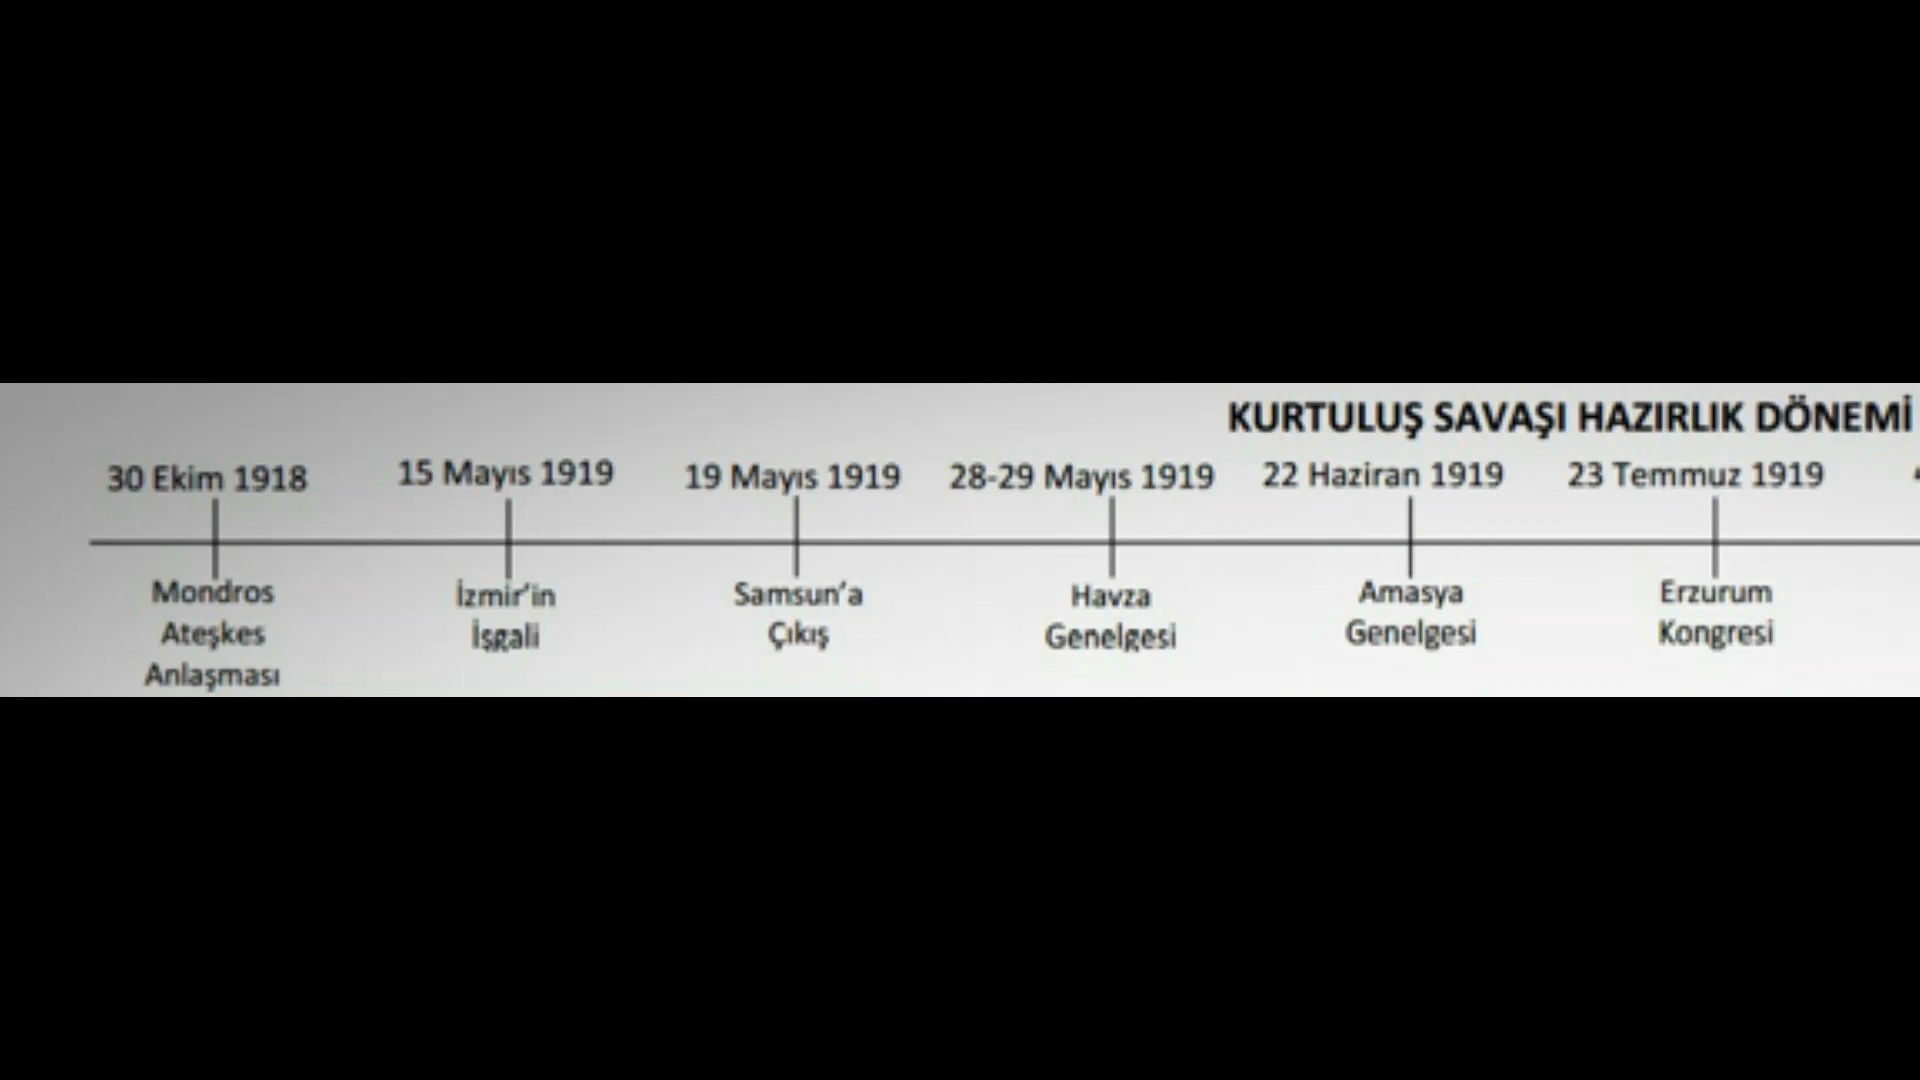 KURTULUŞ SAVAŞI HAZIRLIK DÖNEMİ
30 Ekim 1918
15 Mayıs 1919
19 Mayıs 1919
28-29 Mayıs 1919
22 Haziran 1919
23 Temmuz 1919
Mondros
Ateşkes
Anlaşması
İzmir’in
İşgali
Samsun’a
Çıkış
Havza
Genelgesi
Amasya
Genelgesi
Erzurum
Kongresi